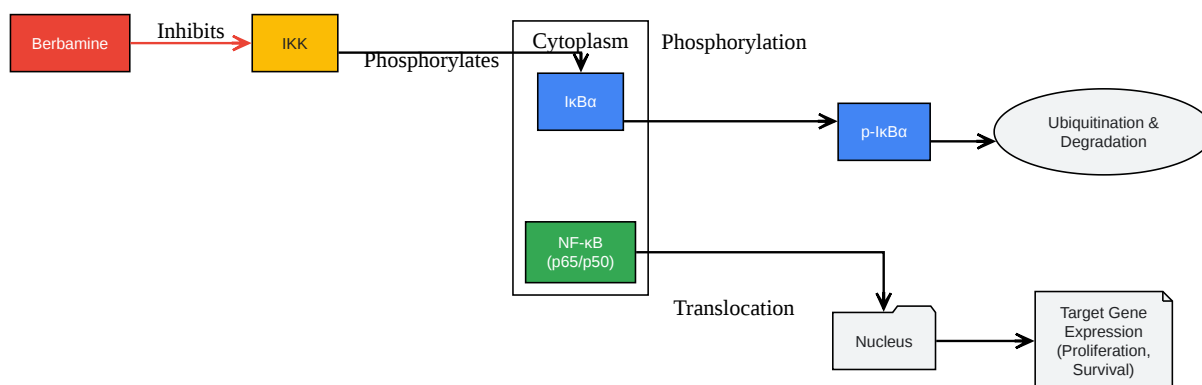 Berbamine
Inhibits
IKK
Phosphorylates
Cytoplasm
Phosphorylation
IκBα
p-IκBα
Ubiquitination &
Degradation
NF-κB
(p65/p50)
Translocation
Nucleus
Target Gene
Expression
(Proliferation,
Survival)